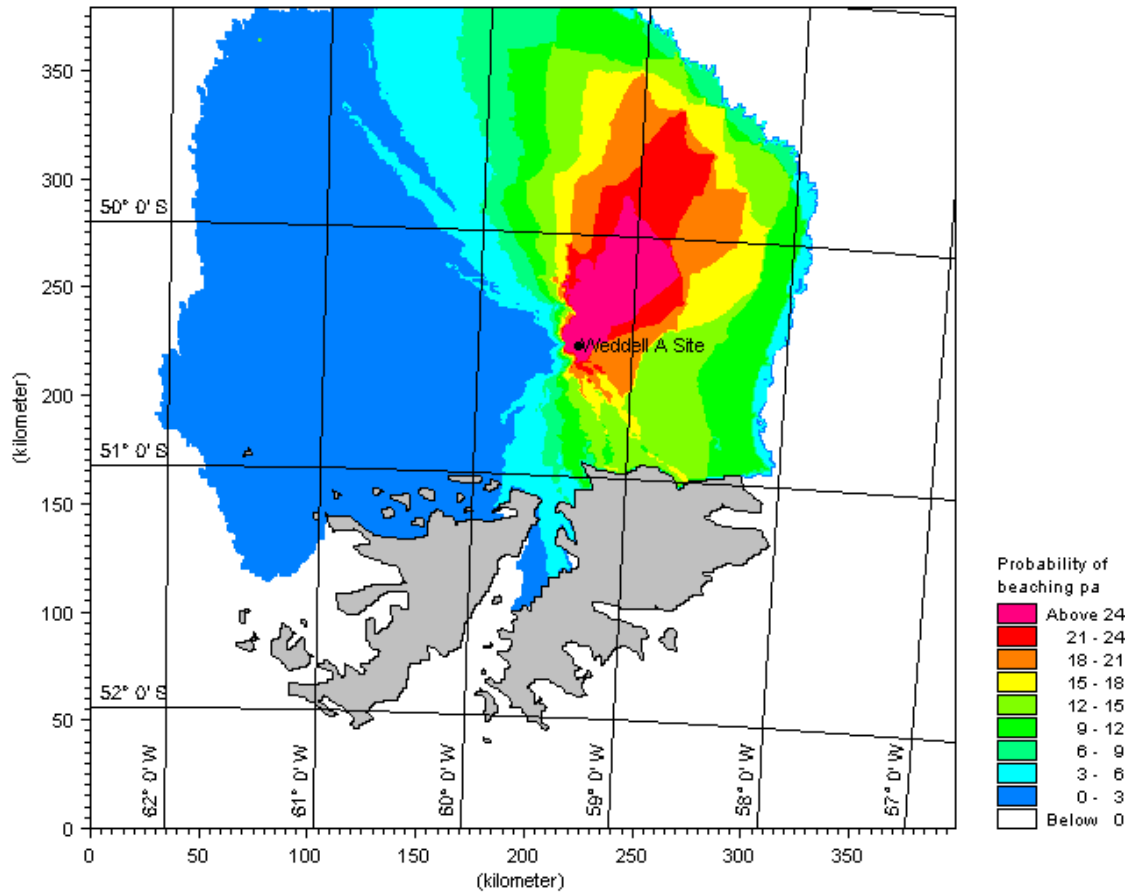 350
300
50° 0' S
250
Weddell A Site
200
(kilometer)
51° 0' S
150
100
52° 0' S
50
62° 0' W
61° 0' W
60° 0' W
59° 0' W
58° 0' W
57° 0' W
0
0 50 100 150 200 250 300 350
(kilometer)
Probability of
beaching pa
Above 24
21 - 24
18 - 21
15 - 18
12 - 15
9 - 12
6 - 9
3 - 6
0 - 3
Below 0